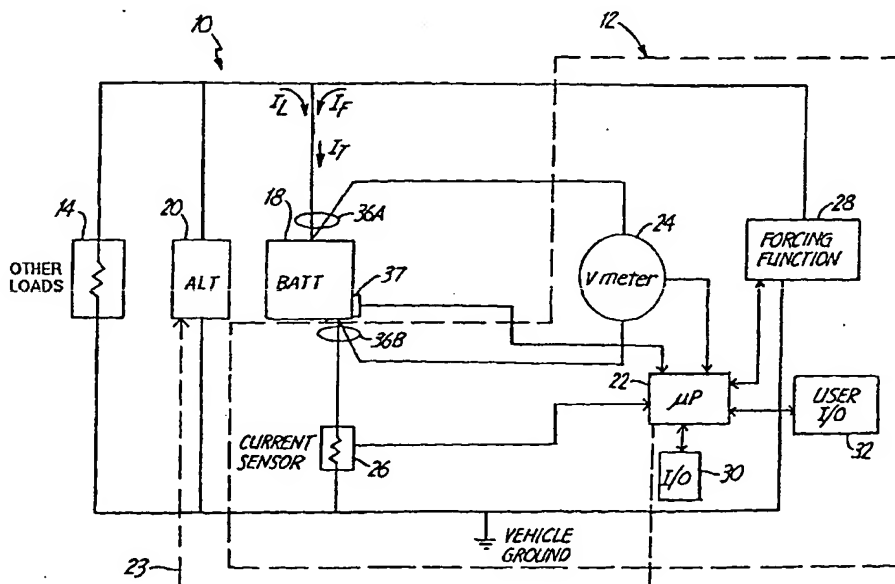 10
12
I_L
I_F
I_T
14
20
18
36A
24
28
OTHER
LOADS
ALT
BATT
37
V meter
FORCING
FUNCTION
36B
22
μP
USER
I/O
32
CURRENT
SENSOR
26
I/O
30
VEHICLE
GROUND
23